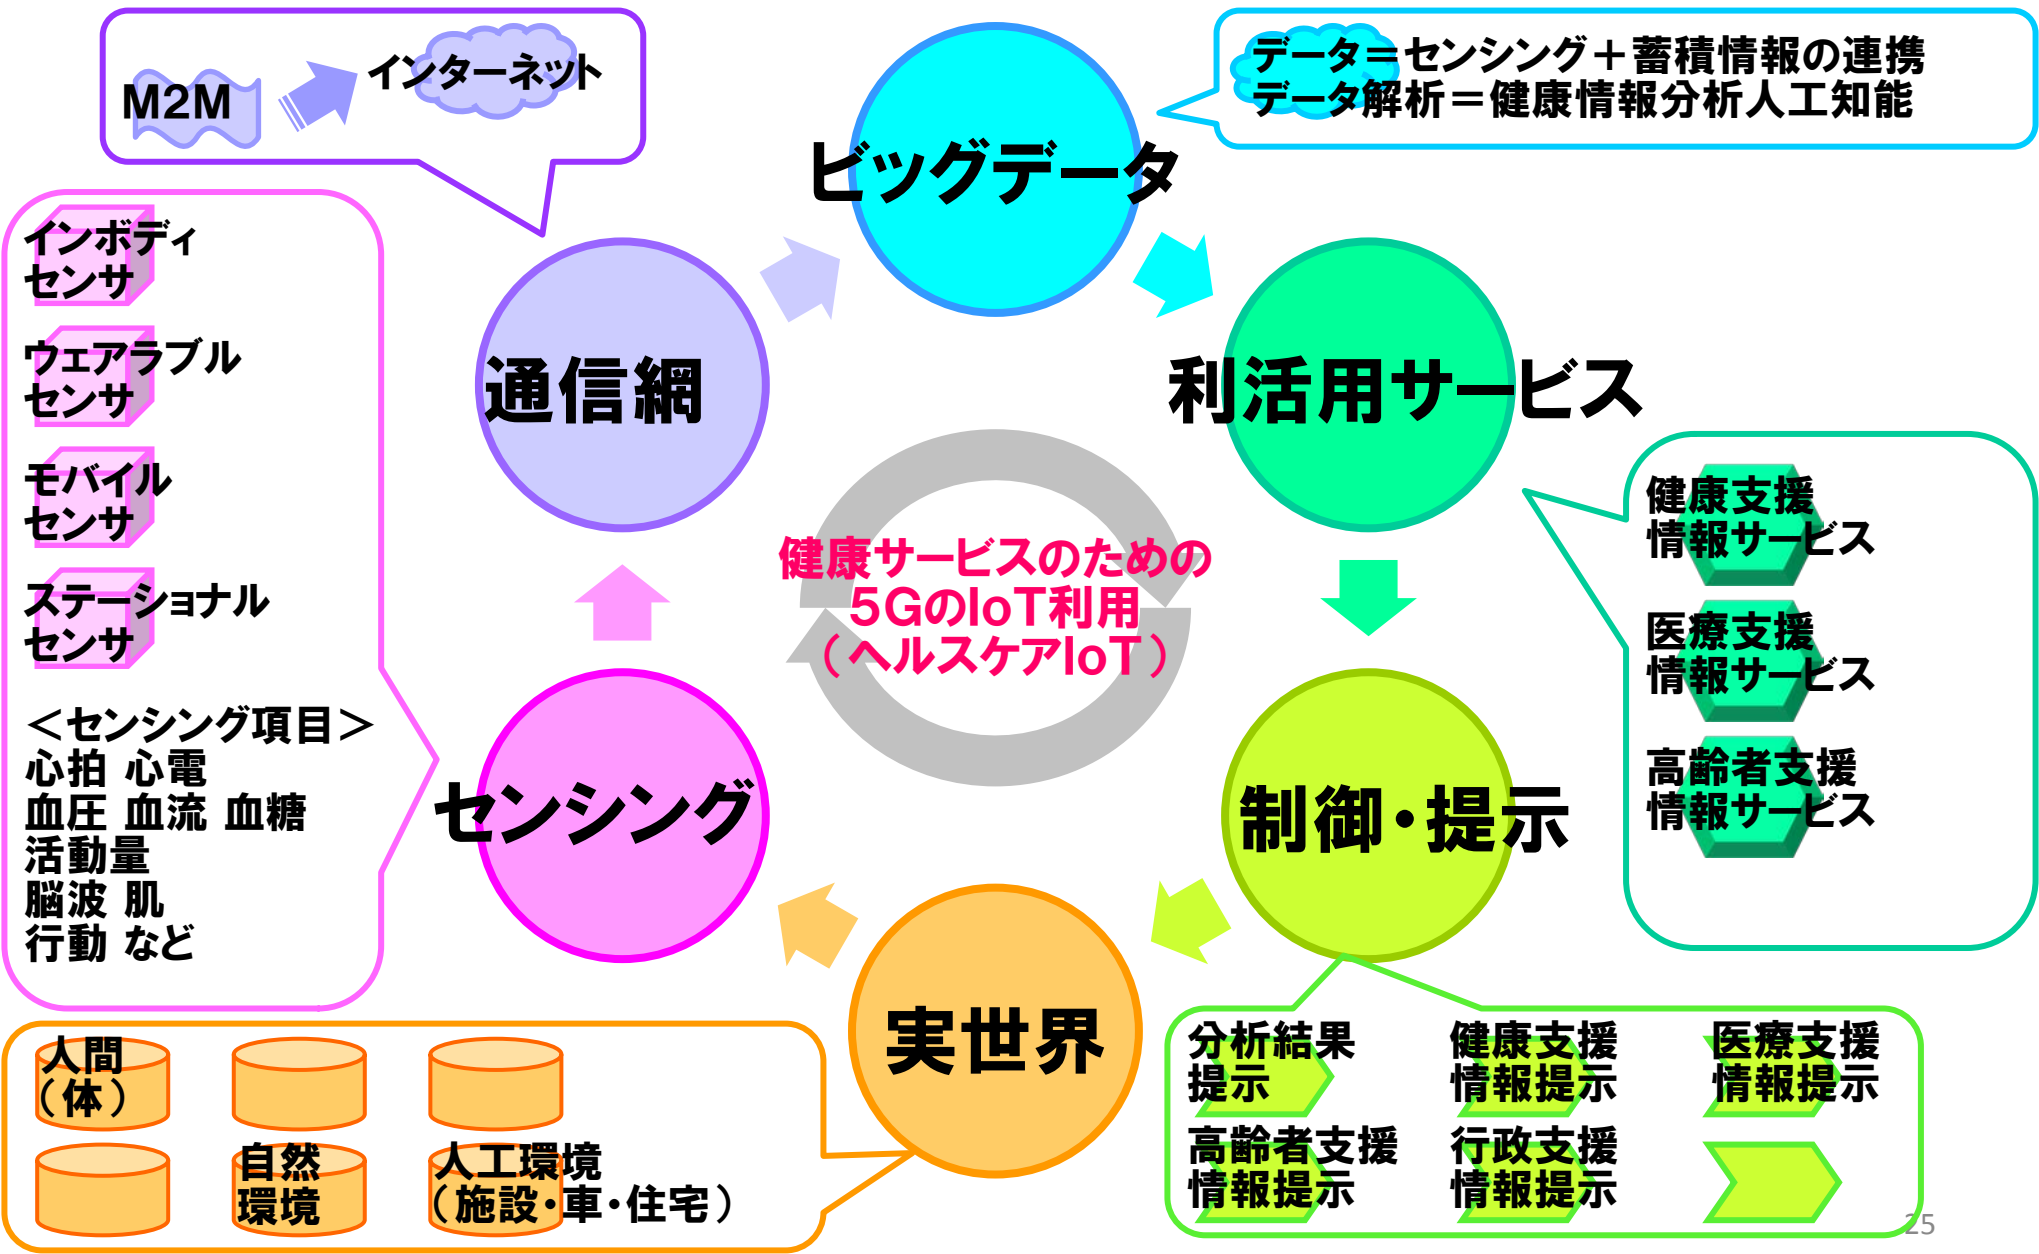 M2M
インターネット
ビッグデータ
データ＝センシング＋蓄積情報の連携
データ解析＝健康情報分析人工知能
インボディ
センサ
ウェアラブル
センサ
モバイル
センサ
ステーショナル
センサ
＜センシング項目＞
心拍 心電
血圧 血流 血糖
活動量
脳波 肌
行動 など
通信網
利活用サービス
健康サービスのための
5GのIoT利用
（ヘルスケアIoT）
健康支援
情報サービス
医療支援
情報サービス
高齢者支援
情報サービス
センシング
制御・提示
実世界
人間
（体）
自然
環境
人工環境
（施設・車・住宅）
分析結果
提示
健康支援
情報提示
医療支援
情報提示
高齢者支援
情報提示
行政支援
情報提示
25